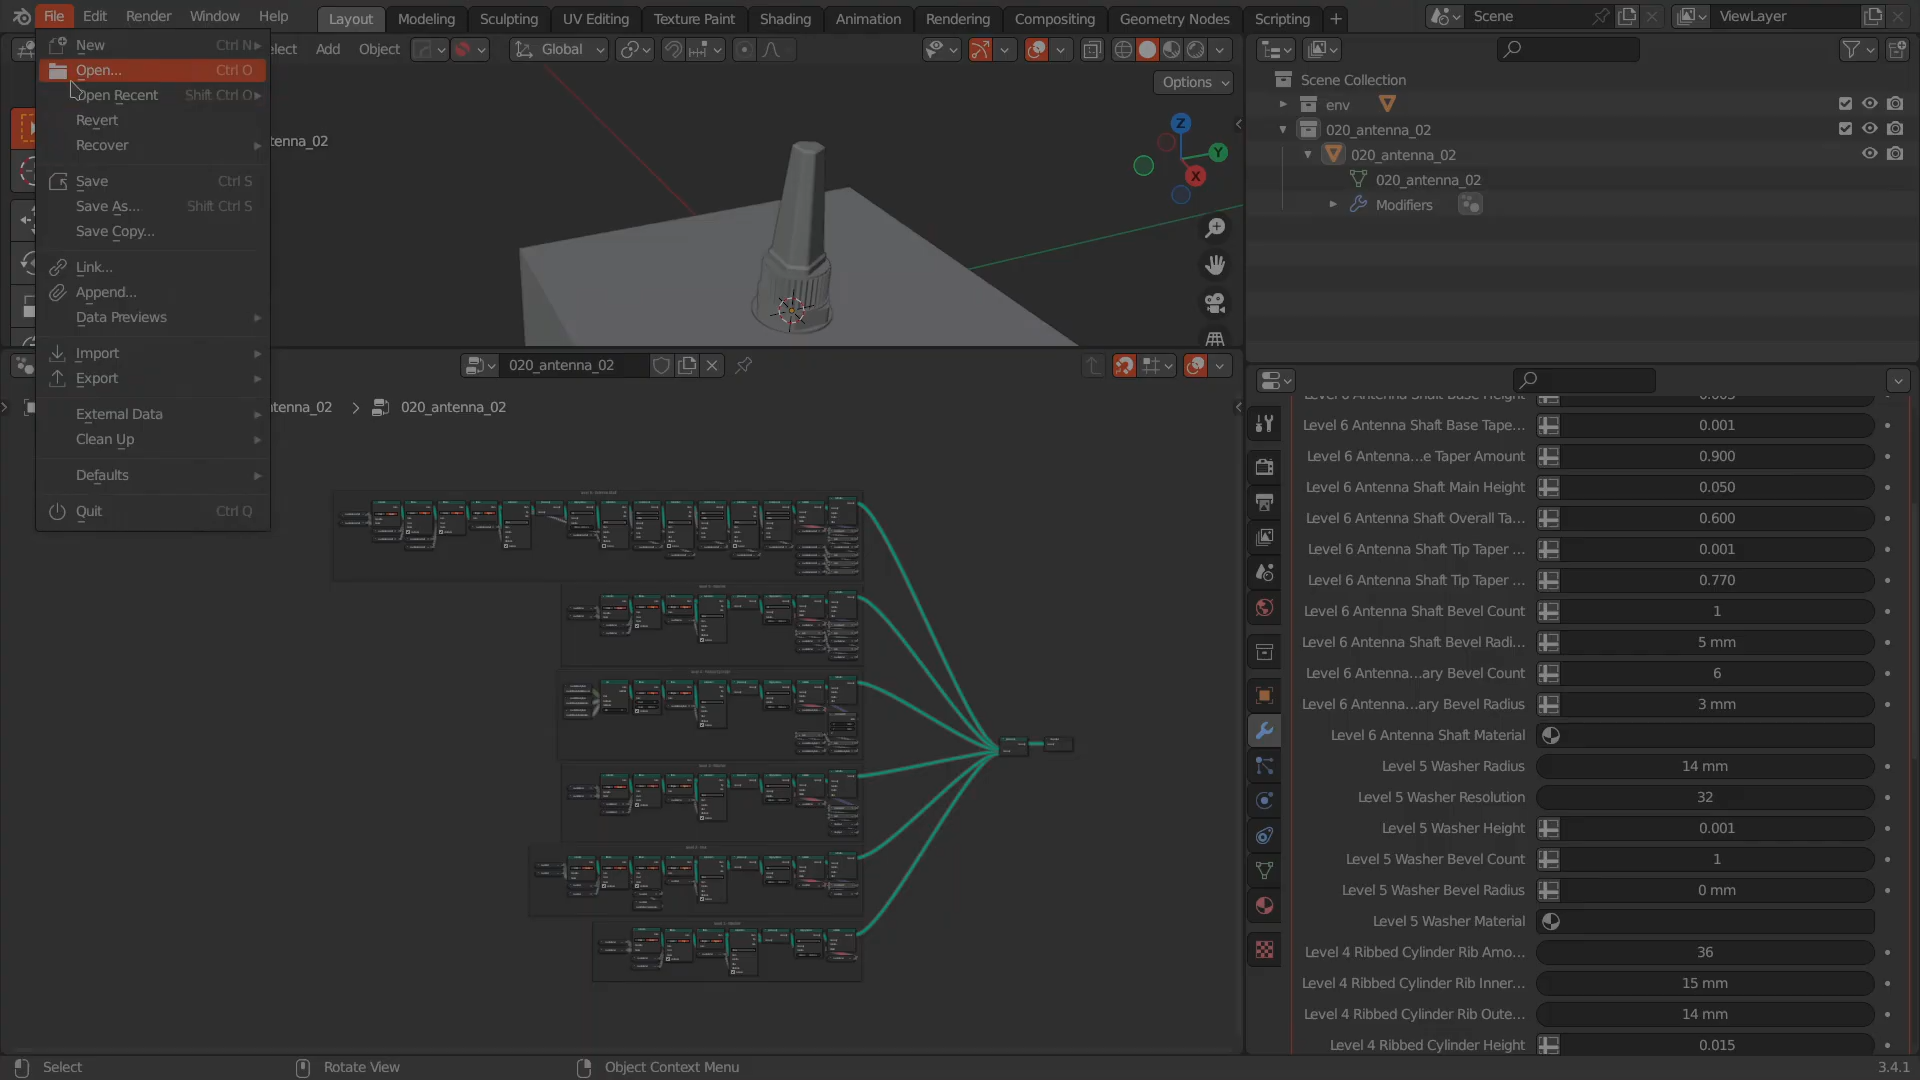 File Edit Render Window Help Layout Modeling Sculpting UV Editing Texture Paint Shading Animation Rendering Compositing Geometry Nodes Scripting + Scene ViewLayer
New Ctrl N
Open... Ctrl O
Open Recent Shift Ctrl O
Revert
Recover
Save Ctrl S
Save As... Shift Ctrl S
Save Copy...
Link...
Append...
Data Previews
Import
Export
External Data
Clean Up
Defaults
Quit Ctrl Q
elect Add Object Global
Options
tenna_02
Z
Y
X
Scene Collection
env
020_antenna_02
020_antenna_02
020_antenna_02
Modifiers
020_antenna_02
tenna_02 > 020_antenna_02
Level 6 Antenna Shaft Base Height 0.005
Level 6 Antenna Shaft Base Tape... 0.001
Level 6 Antenna...e Taper Amount 0.900
Level 6 Antenna Shaft Main Height 0.050
Level 6 Antenna Shaft Overall Ta... 0.600
Level 6 Antenna Shaft Tip Taper ... 0.001
Level 6 Antenna Shaft Tip Taper ... 0.770
Level 6 Antenna Shaft Bevel Count 1
Level 6 Antenna Shaft Bevel Radi... 5 mm
Level 6 Antenna...ary Bevel Count 6
Level 6 Antenna...ary Bevel Radius 3 mm
Level 6 Antenna Shaft Material
Level 5 Washer Radius 14 mm
Level 5 Washer Resolution 32
Level 5 Washer Height 0.001
Level 5 Washer Bevel Count 1
Level 5 Washer Bevel Radius 0 mm
Level 5 Washer Material
Level 4 Ribbed Cylinder Rib Amo... 36
Level 4 Ribbed Cylinder Rib Inner... 15 mm
Level 4 Ribbed Cylinder Rib Oute... 14 mm
Level 4 Ribbed Cylinder Height 0.015
Select Rotate View Object Context Menu 3.4.1